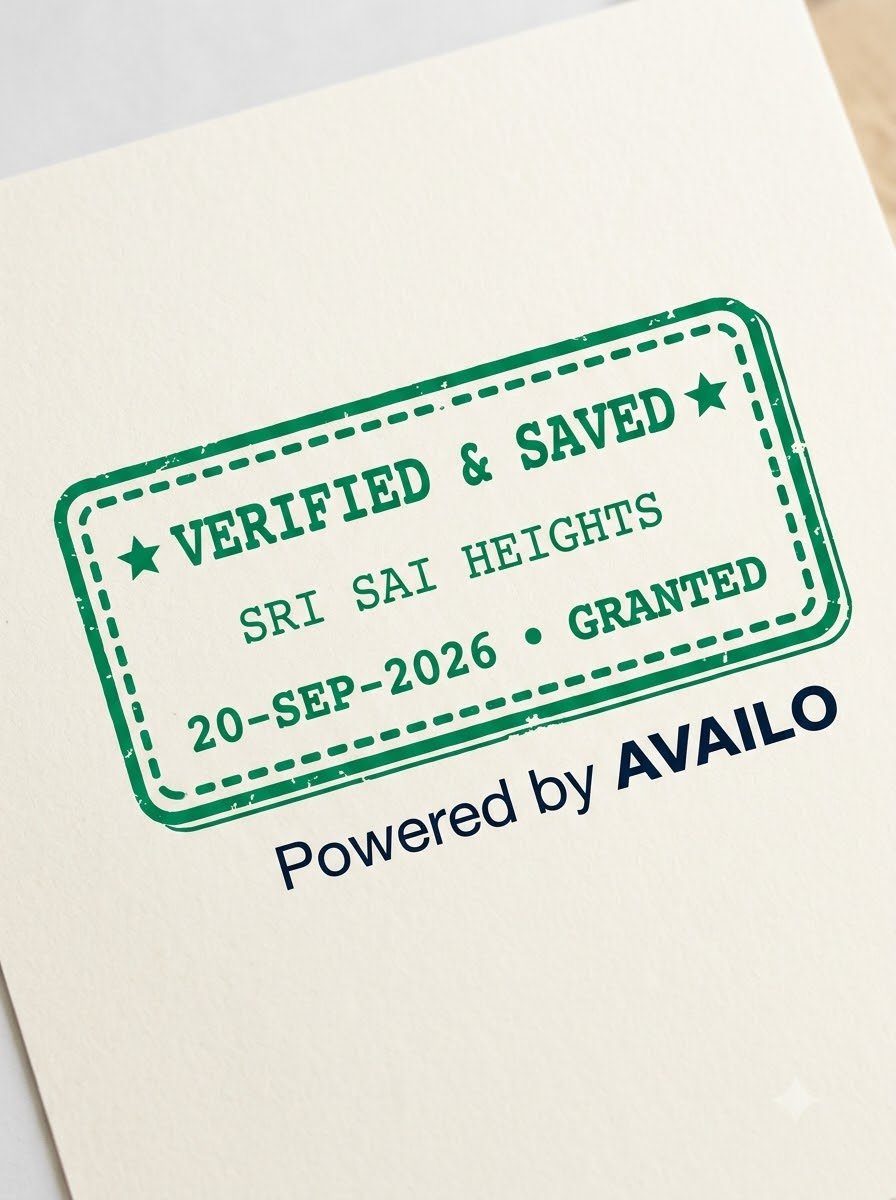 ★ VERIFIED & SAVED ★
SRI SAI HEIGHTS
20-SEP-2026 • GRANTED
Powered by AVAILO